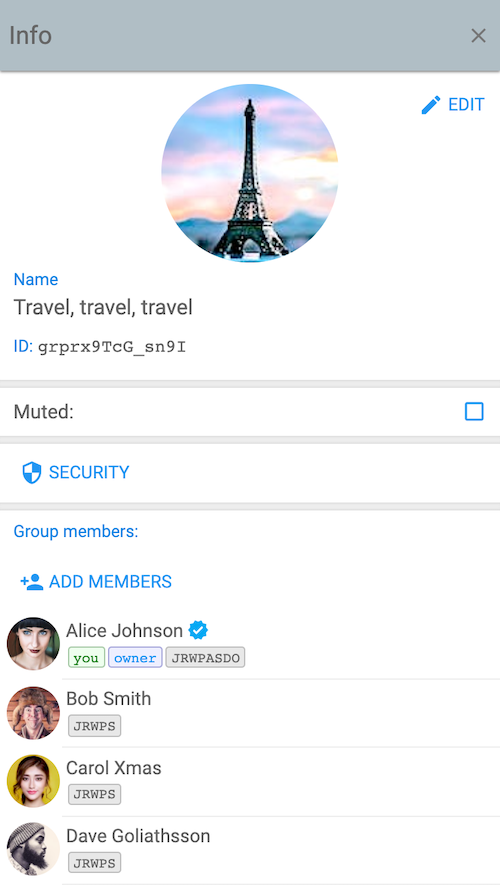 Info
EDIT
Name
Travel, travel, travel
ID: grprx9TcG_sn9I
Muted:
SECURITY
Group members:
ADD MEMBERS
Alice Johnson
you owner JRWPASDO
Bob Smith
JRWPS
Carol Xmas
JRWPS
Dave Goliathsson
JRWPS